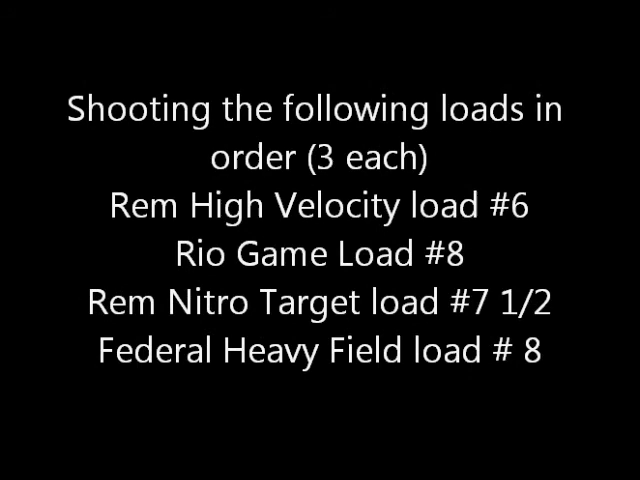 Shooting the following loads in
order (3 each)
Rem High Velocity load #6
Rio Game Load #8
Rem Nitro Target load #7 1/2
Federal Heavy Field load # 8